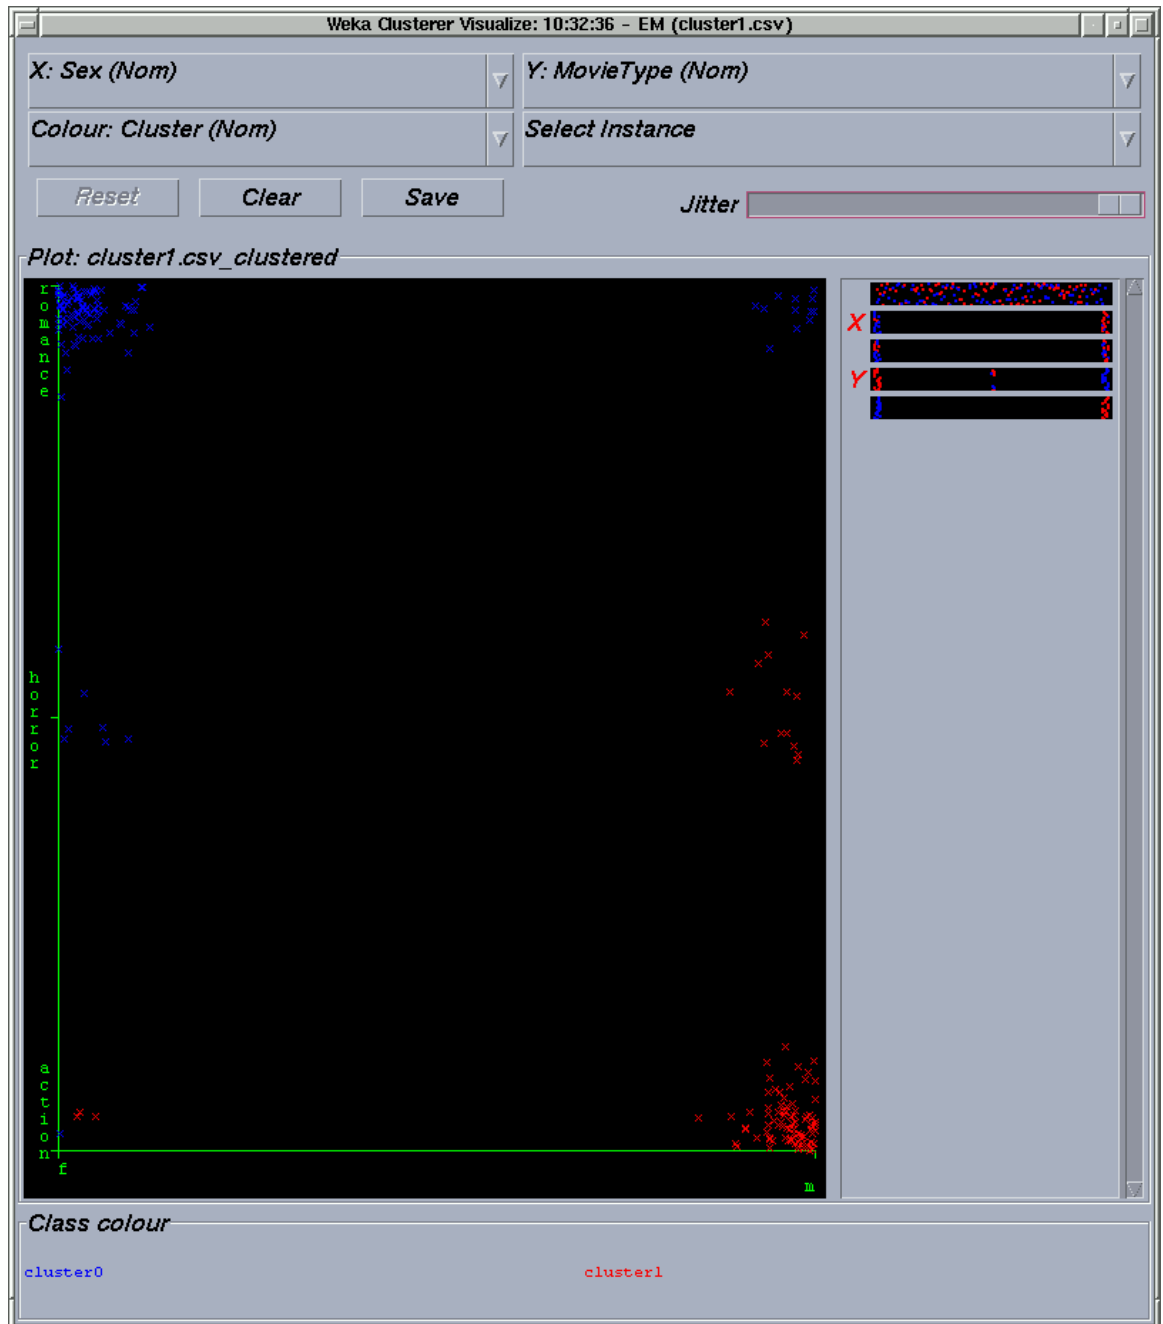 Weka Clusterer Visualize: 10:32:36 - EM (cluster1.csv)
X: Sex (Nom)
Y: MovieType (Nom)
Colour: Cluster (Nom)
Select Instance
Reset
Clear
Save
Jitter
Plot: cluster1.csv_clustered
romance
horror
action
f
m
X
Y
Class colour
cluster0
cluster1